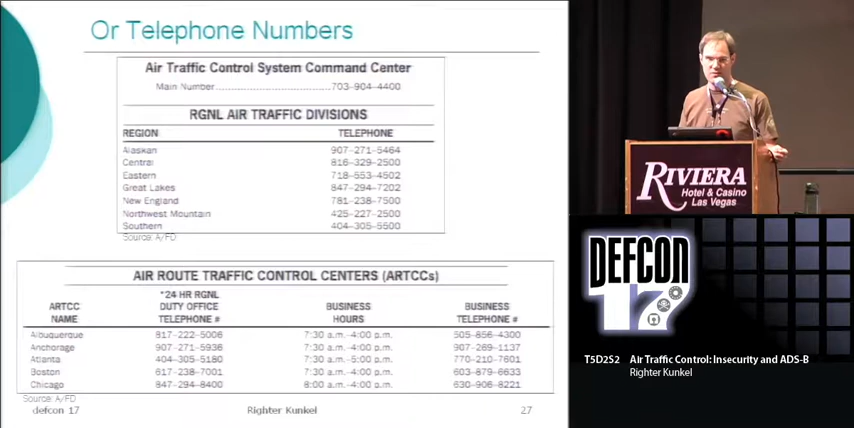 Or Telephone Numbers
Air Traffic Control System Command Center
Main Number..............................703–904–4400
RGNL AIR TRAFFIC DIVISIONS
REGION TELEPHONE
Alaskan 907–271–5464
Central 816–329–2500
Eastern 718–553–4502
Great Lakes 847–294–7202
New England 781–238–7500
Northwest Mountain 425–227–2500
Southern 404–305–5500
Source: A/FD
AIR ROUTE TRAFFIC CONTROL CENTERS (ARTCCs)
ARTCC NAME *24 HR RGNL DUTY OFFICE TELEPHONE # BUSINESS HOURS BUSINESS TELEPHONE #
Albuquerque 817–222–5006 7:30 a.m.–4:00 p.m. 505–856–4300
Anchorage 907–271–5936 7:30 a.m.–4:00 p.m. 907–269–1137
Atlanta 404–305–5180 7:30 a.m.–5:00 p.m. 770–210–7601
Boston 617–238–7001 7:30 a.m.–4:00 p.m. 603–879–6633
Chicago 847–294–8400 8:00 a.m.–4:00 p.m. 630–906–8221
Source: A/FD
defcon 17 Righter Kunkel 27
RIVIERA
Hotel & Casino
Las Vegas
DEFCON
17
T5D2S2 Air Traffic Control: Insecurity and ADS-B
Righter Kunkel